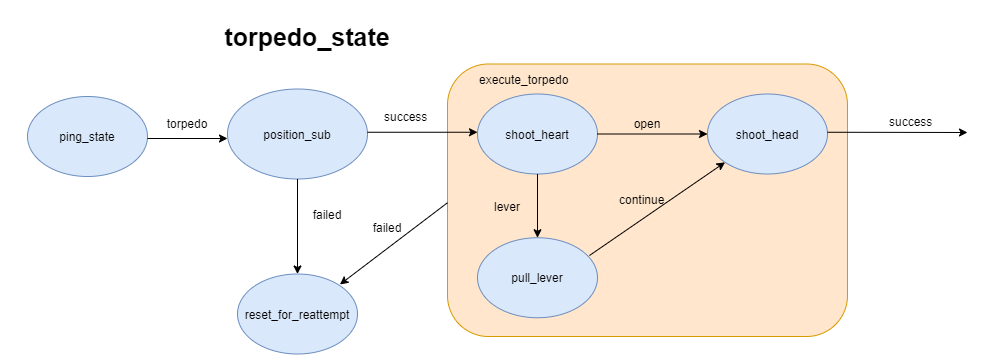 torpedo_state
execute_torpedo
ping_state
torpedo
position_sub
success
shoot_heart
open
shoot_head
success
failed
failed
lever
continue
pull_lever
reset_for_reattempt